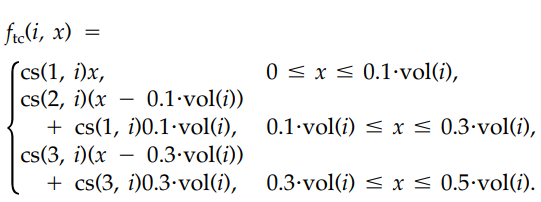 f_tc(i, x) =
cs(1, i)x, 0 ≤ x ≤ 0.1·vol(i),
cs(2, i)(x − 0.1·vol(i))
+ cs(1, i)0.1·vol(i), 0.1·vol(i) ≤ x ≤ 0.3·vol(i),
cs(3, i)(x − 0.3·vol(i))
+ cs(3, i)0.3·vol(i), 0.3·vol(i) ≤ x ≤ 0.5·vol(i).